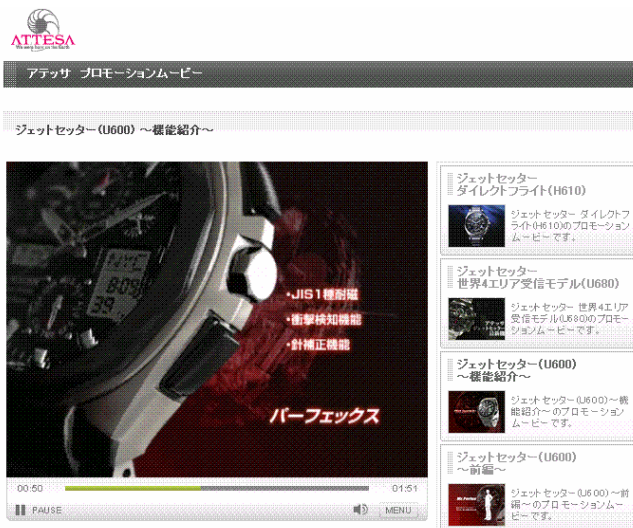 ATTESA
アテッサ プロモーションムービー
ジェットセッター(U600) ～機能紹介～
・JIS1種耐磁
・衝撃検知機能
・針補正機能
パーフェックス
00:50
01:51
PAUSE
MENU
ジェットセッター
ダイレクトフライト(H610)
ジェットセッター ダイレクトフ
ライト(H610)のプロモーション
ムービーです。
ジェットセッター
世界4エリア受信モデル(U680)
ジェットセッター 世界4エリア
受信モデル(U680)のプロモー
ションムービーです。
ジェットセッター(U600)
～機能紹介～
ジェットセッター(U600)～機
能紹介～のプロモーション
ムービーです。
ジェットセッター(U600)
～前編～
ジェットセッター(U600)～前
編～のプロモーションムー
ビーです。